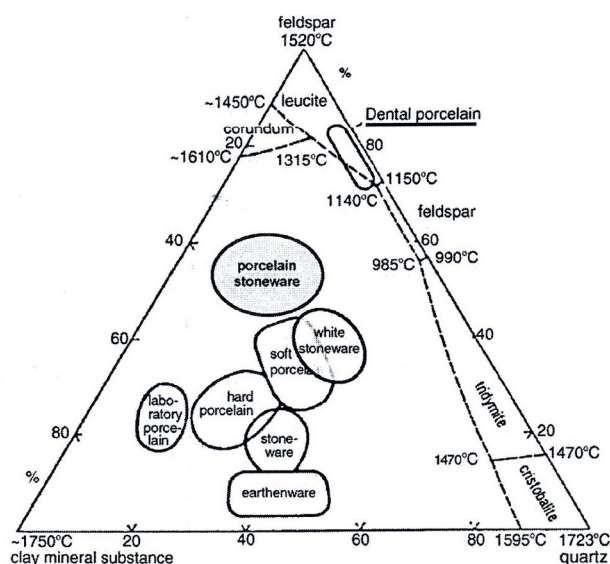 feldspar
1520°C
%
~1450°C
leucite
Dental porcelain
corundum
20
80
~1610°C
1315°C
1150°C
1140°C
feldspar
40
60
985°C
990°C
porcelain
stoneware
60
40
white
stoneware
soft
porcelain
labo-
ratory
porce-
lain
hard
porcelain
tridymite
80
stone-
ware
20
1470°C
1470°C
%
earthenware
cristobalite
~1750°C
20
40
60
80
1595°C
1723°C
clay mineral substance
quartz